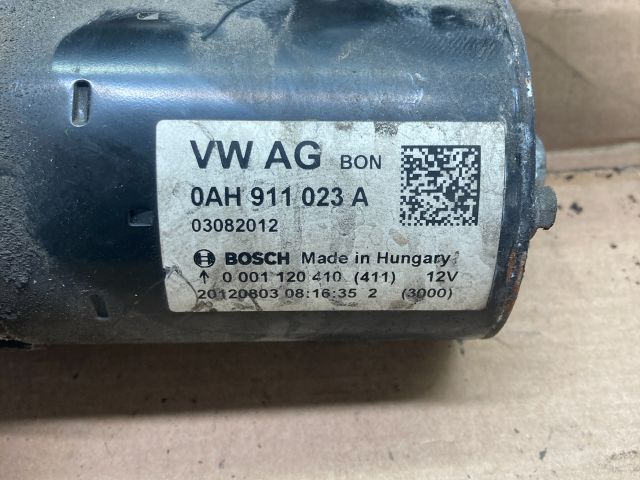 VW AG BON
0AH 911 023 A
03082012
BOSCH Made in Hungary
↑ 0 001 120 410 (411) 12V
20120803 08:16:35 2 (3000)